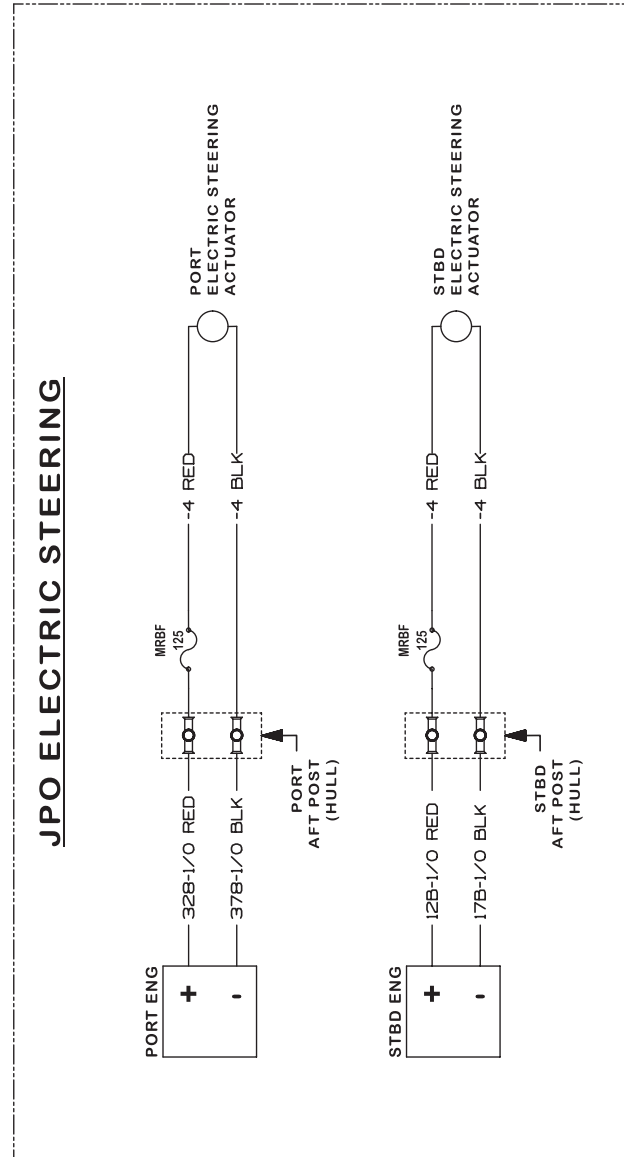 JPO ELECTRIC STEERING
PORT ENG
+
-
328-1/0 RED
378-1/0 BLK
PORT
AFT POST
(HULL)
MRBF
125
-4 RED
-4 BLK
PORT
ELECTRIC STEERING
ACTUATOR
STBD ENG
+
-
12B-1/0 RED
17B-1/0 BLK
STBD
AFT POST
(HULL)
MRBF
125
-4 RED
-4 BLK
STBD
ELECTRIC STEERING
ACTUATOR